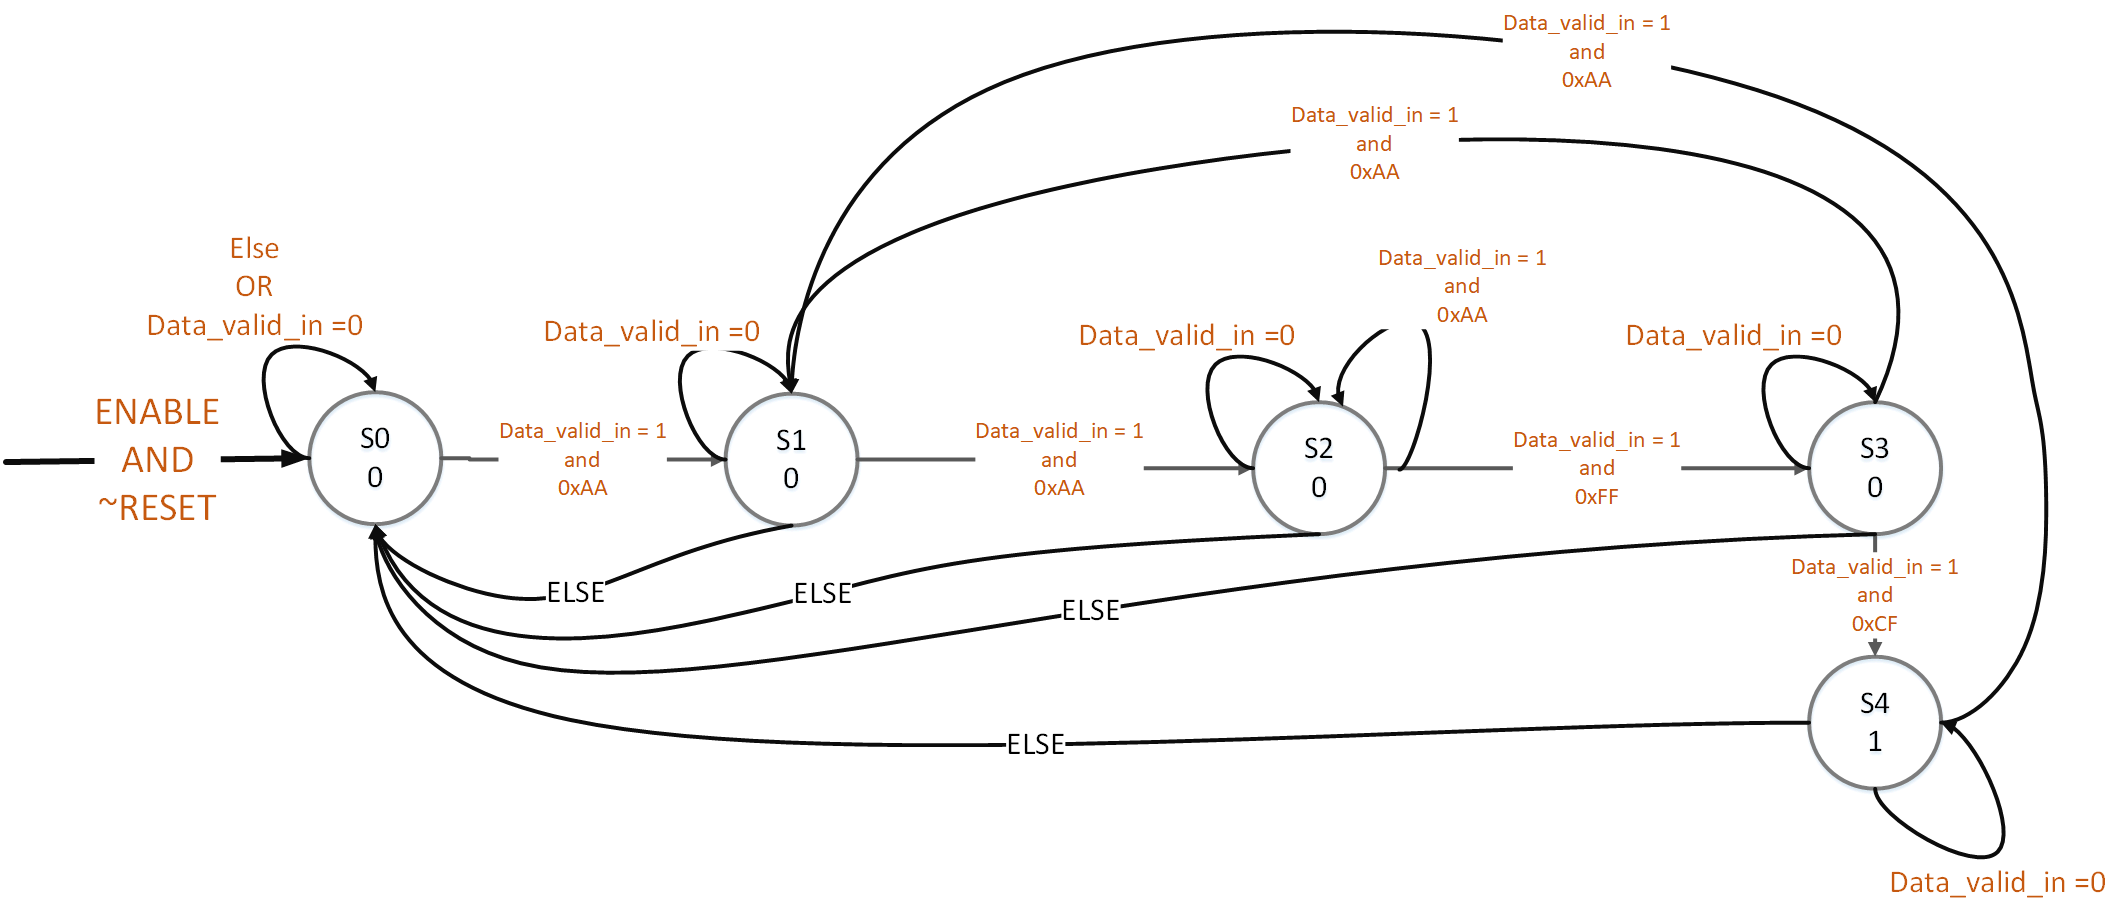 Data_valid_in = 1
and
0xAA
Data_valid_in = 1
and
0xAA
Else
OR
Data_valid_in =0
Data_valid_in =0
Data_valid_in =0
Data_valid_in = 1
and
0xAA
Data_valid_in =0
ENABLE
AND
~RESET
S0
0
Data_valid_in = 1
and
0xAA
S1
0
Data_valid_in = 1
and
0xAA
S2
0
Data_valid_in = 1
and
0xFF
S3
0
ELSE
ELSE
ELSE
Data_valid_in = 1
and
0xCF
S4
1
ELSE
Data_valid_in =0